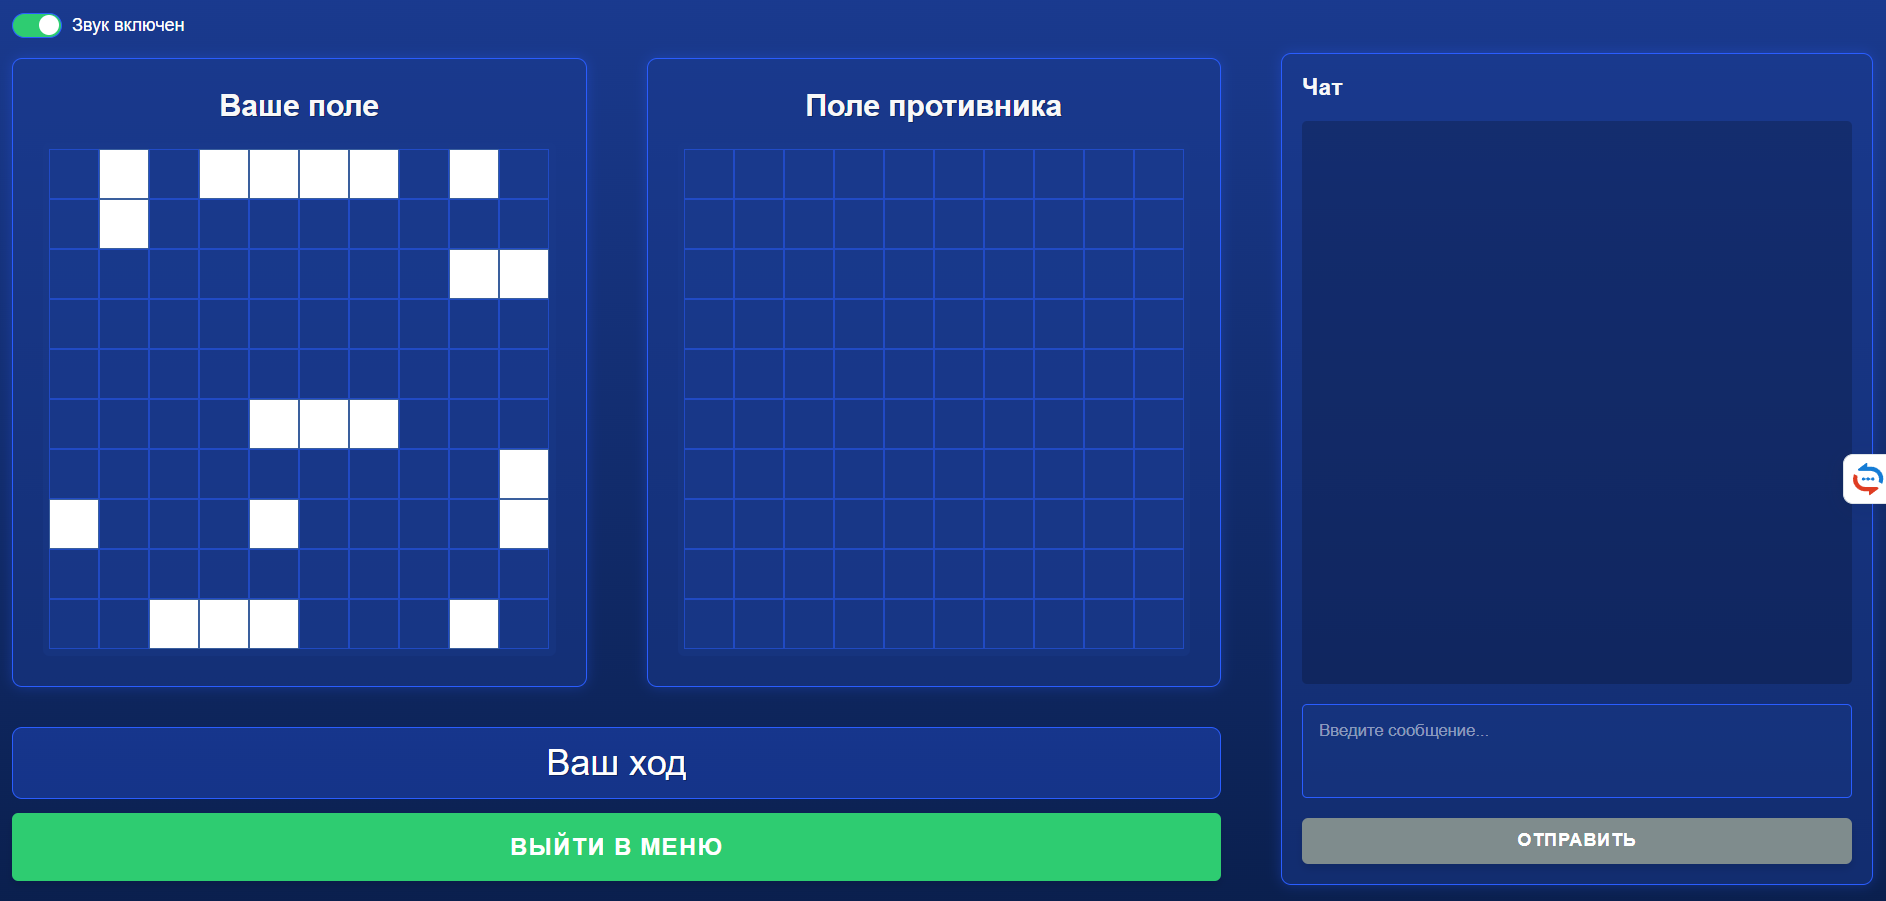 Звук включен
Ваше поле
Поле противника
Чат
Введите сообщение...
Ваш ход
ВЫЙТИ В МЕНЮ
ОТПРАВИТЬ